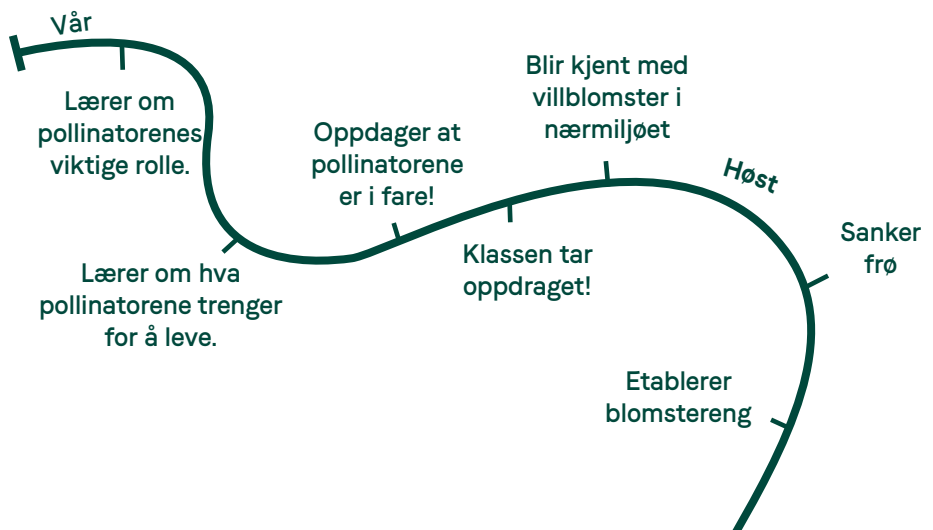 Vår
Lærer om
pollinatorenes
viktige rolle.
Lærer om hva
pollinatorene trenger
for å leve.
Oppdager at
pollinatorene
er i fare!
Klassen tar
oppdraget!
Blir kjent med
villblomster i
nærmiljøet
Høst
Sanker
frø
Etablerer
blomstereng